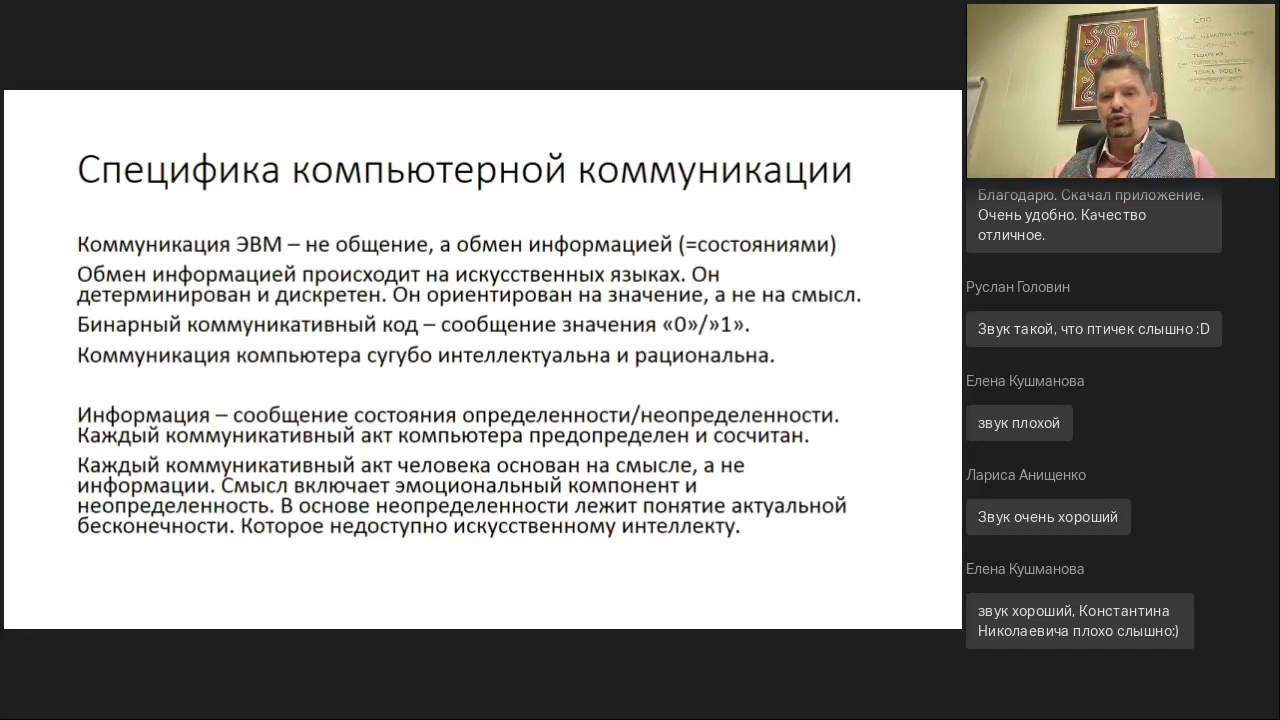 Специфика компьютерной коммуникации
Коммуникация ЭВМ – не общение, а обмен информацией (=состояниями)
Обмен информацией происходит на искусственных языках. Он
детерминирован и дискретен. Он ориентирован на значение, а не на смысл.
Бинарный коммуникативный код – сообщение значения «0»/»1».
Коммуникация компьютера сугубо интеллектуальна и рациональна.
Информация – сообщение состояния определенности/неопределенности.
Каждый коммуникативный акт компьютера предопределен и сосчитан.
Каждый коммуникативный акт человека основан на смысле, а не
информации. Смысл включает эмоциональный компонент и
неопределенность. В основе неопределенности лежит понятие актуальной
бесконечности. Которое недоступно искусственному интеллекту.
ТОЧКА РОСТА
Благодарю. Скачал приложение.
Очень удобно. Качество
отличное.
Руслан Головин
Звук такой, что птичек слышно :D
Елена Кушманова
звук плохой
Лариса Анищенко
Звук очень хороший
Елена Кушманова
звук хороший, Константина
Николаевича плохо слышно:)